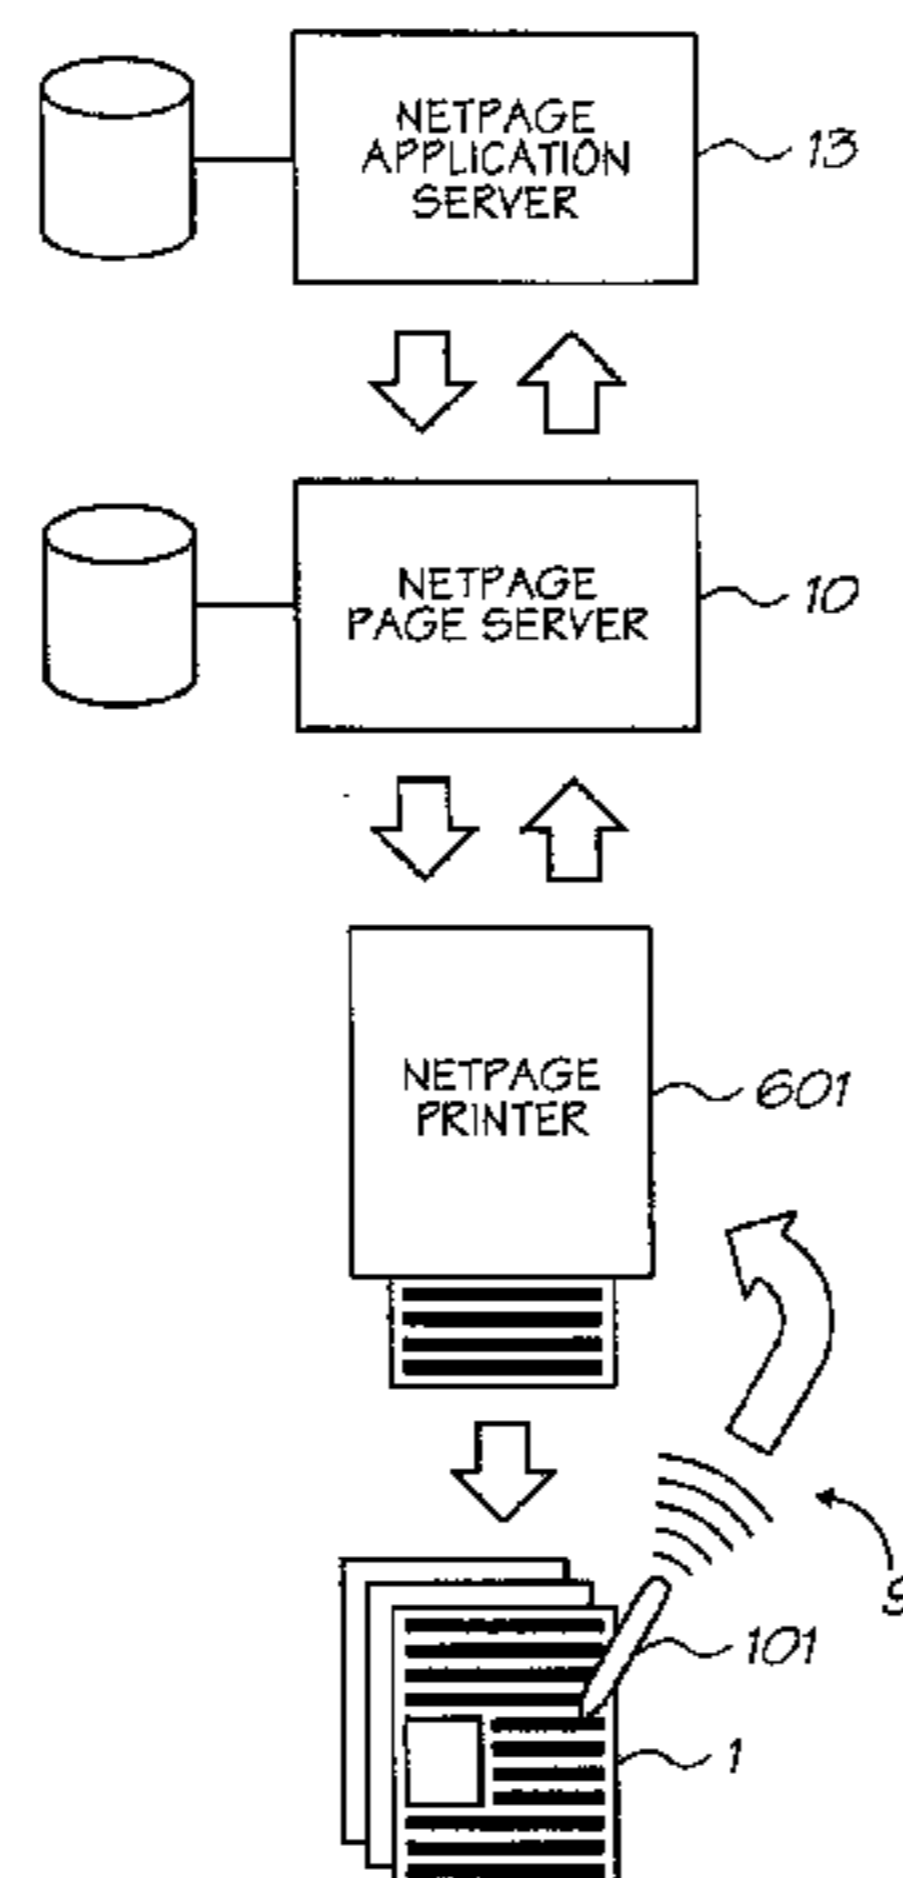 NETPAGE
APPLICATION
SERVER
13
NETPAGE
PAGE SERVER
10
NETPAGE
PRINTER
601
101
1